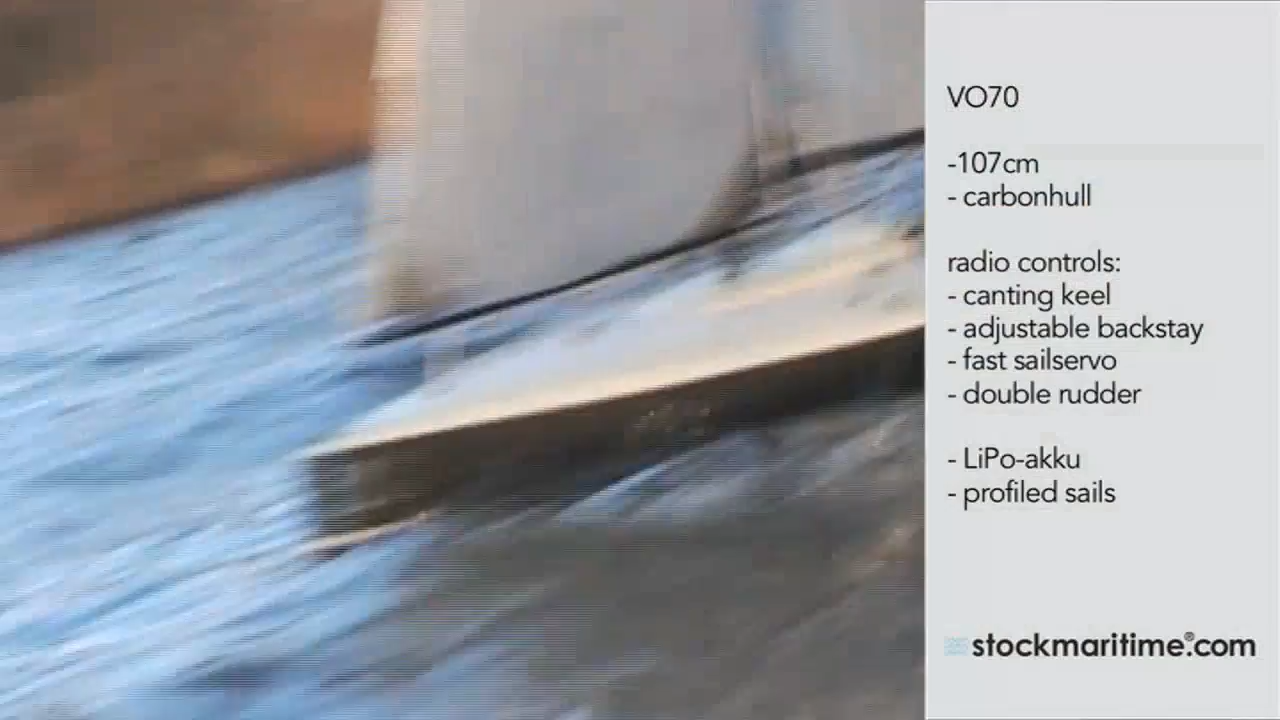 VO70
-107cm
- carbonhull
radio controls:
- canting keel
- adjustable backstay
- fast sailservo
- double rudder
- LiPo-akku
- profiled sails
stockmaritime®.com